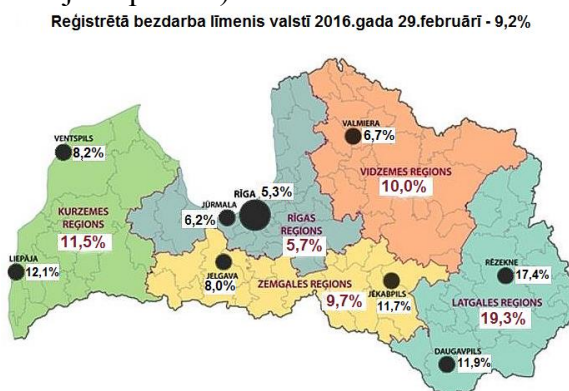 Reģistrētā bezdarba līmenis valstī 2016.gada 29.februārī - 9,2%
VENTSPILS
8,2%
VALMIERA
6,7%
VIDZEMES REĢIONS
10,0%
KURZEMES
REĢIONS
11,5%
RĪGA
5,3%
JŪRMALA
6,2%
RĪGAS
REĢIONS
5,7%
LIEPĀJA
12,1%
JELGAVA
8,0%
ZEMGALES REĢIONS
9,7%
JĒKABPILS
11,7%
RĒZEKNE
17,4%
LATGALES REĢIONS
19,3%
DAUGAVPILS
11,9%